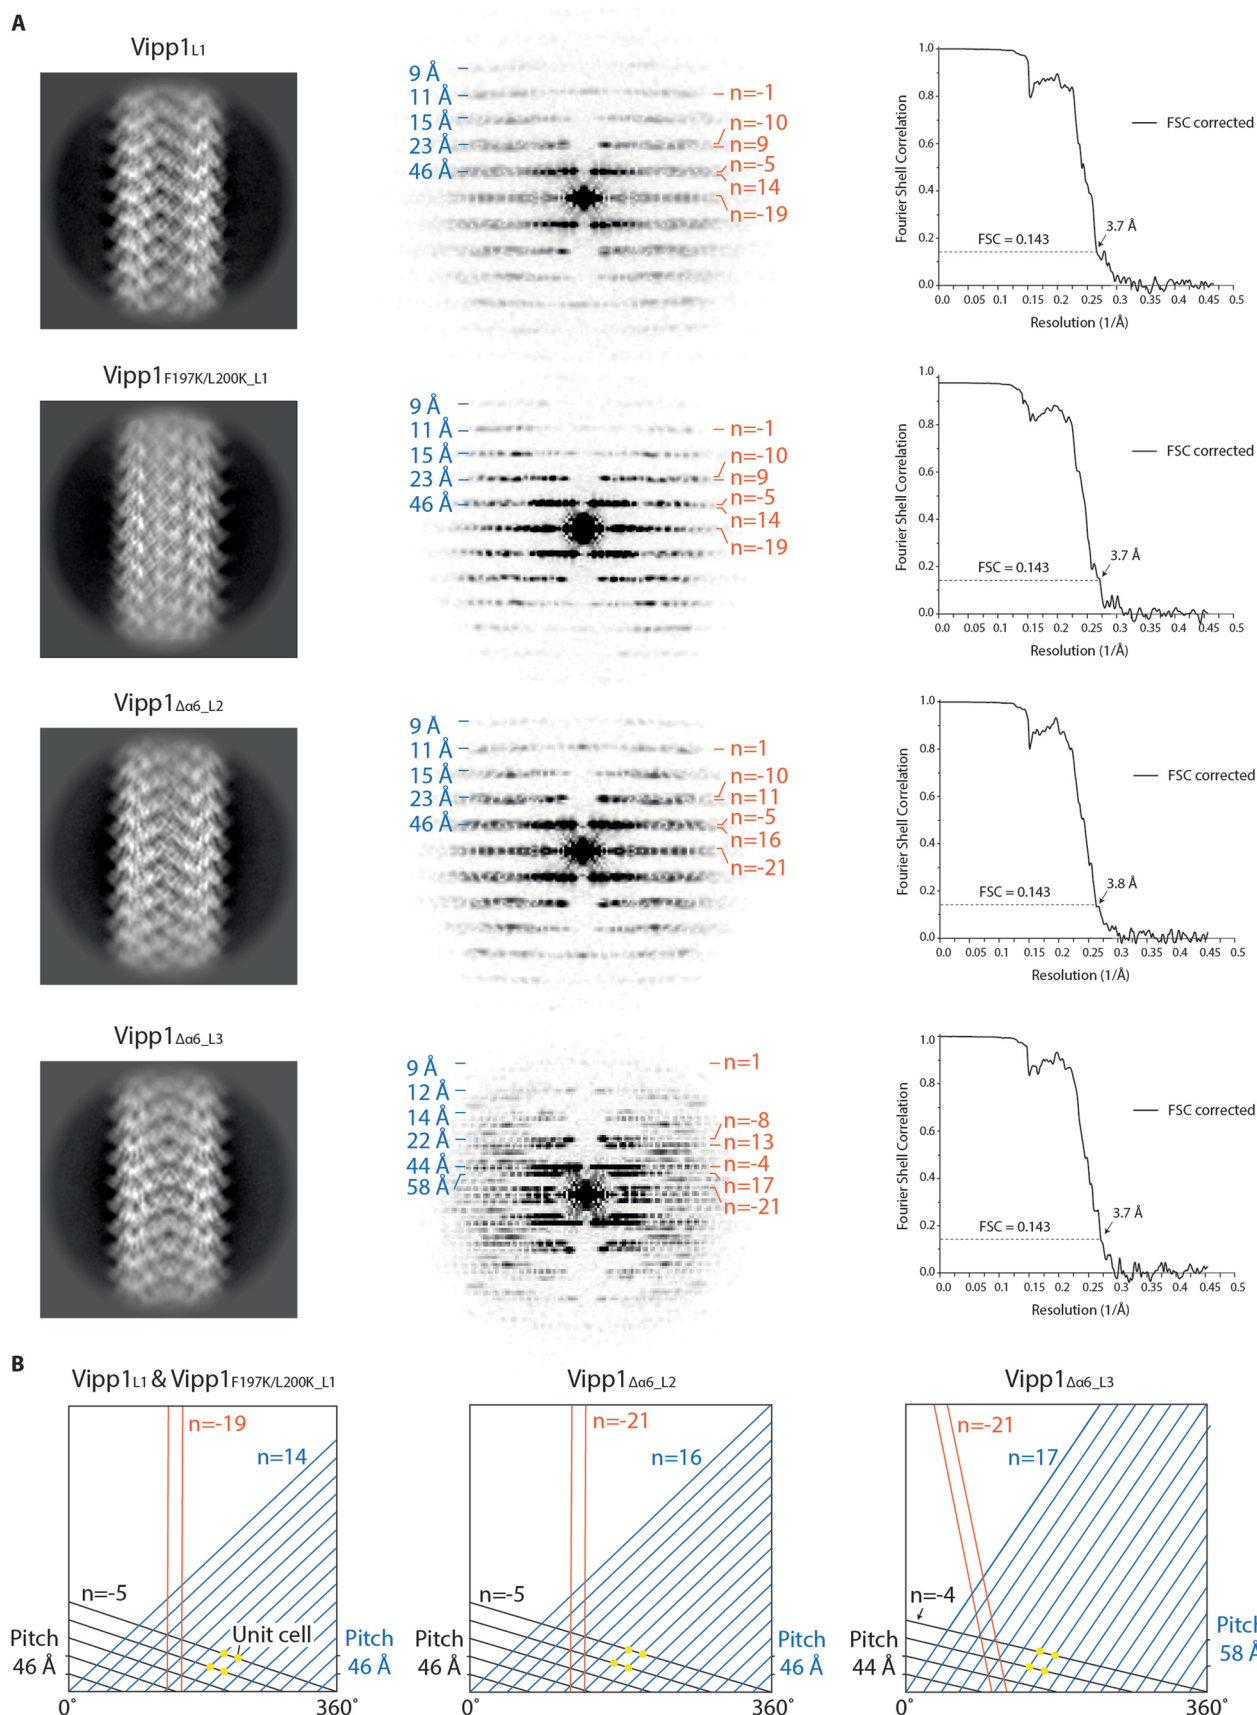 A
Vipp1L1
9 Å
11 Å
15 Å
23 Å
46 Å
n=-1
n=-10
n=9
n=-5
n=14
n=-19
Fourier Shell Correlation
1.0
0.8
0.6
0.4
0.2
0.0
FSC corrected
3.7 Å
FSC = 0.143
0.0 0.05 0.1 0.15 0.2 0.25 0.3 0.35 0.4 0.45 0.5
Resolution (1/Å)
Vipp1F197K/L200K_L1
9 Å
11 Å
15 Å
23 Å
46 Å
n=-1
n=-10
n=9
n=-5
n=14
n=-19
Fourier Shell Correlation
1.0
0.8
0.6
0.4
0.2
0.0
FSC corrected
3.7 Å
FSC = 0.143
0.0 0.05 0.1 0.15 0.2 0.25 0.3 0.35 0.4 0.45 0.5
Resolution (1/Å)
Vipp1Δα6_L2
9 Å
11 Å
15 Å
23 Å
46 Å
n=1
n=-10
n=11
n=-5
n=16
n=-21
Fourier Shell Correlation
1.0
0.8
0.6
0.4
0.2
0.0
FSC corrected
3.8 Å
FSC = 0.143
0.0 0.05 0.1 0.15 0.2 0.25 0.3 0.35 0.4 0.45 0.5
Resolution (1/Å)
Vipp1Δα6_L3
9 Å
12 Å
14 Å
22 Å
44 Å
58 Å
n=1
n=-8
n=13
n=-4
n=17
n=-21
Fourier Shell Correlation
1.0
0.8
0.6
0.4
0.2
0.0
FSC corrected
3.7 Å
FSC = 0.143
0.0 0.05 0.1 0.15 0.2 0.25 0.3 0.35 0.4 0.45 0.5
Resolution (1/Å)
B
Vipp1L1 & Vipp1F197K/L200K_L1
n=-19
n=14
n=-5
Unit cell
Pitch
46 Å
Pitch
46 Å
0° 360°
Vipp1Δα6_L2
n=-21
n=16
n=-5
Pitch
46 Å
Pitch
46 Å
0° 360°
Vipp1Δα6_L3
n=-21
n=17
n=-4
Pitch
44 Å
Pitch
58 Å
0° 360°